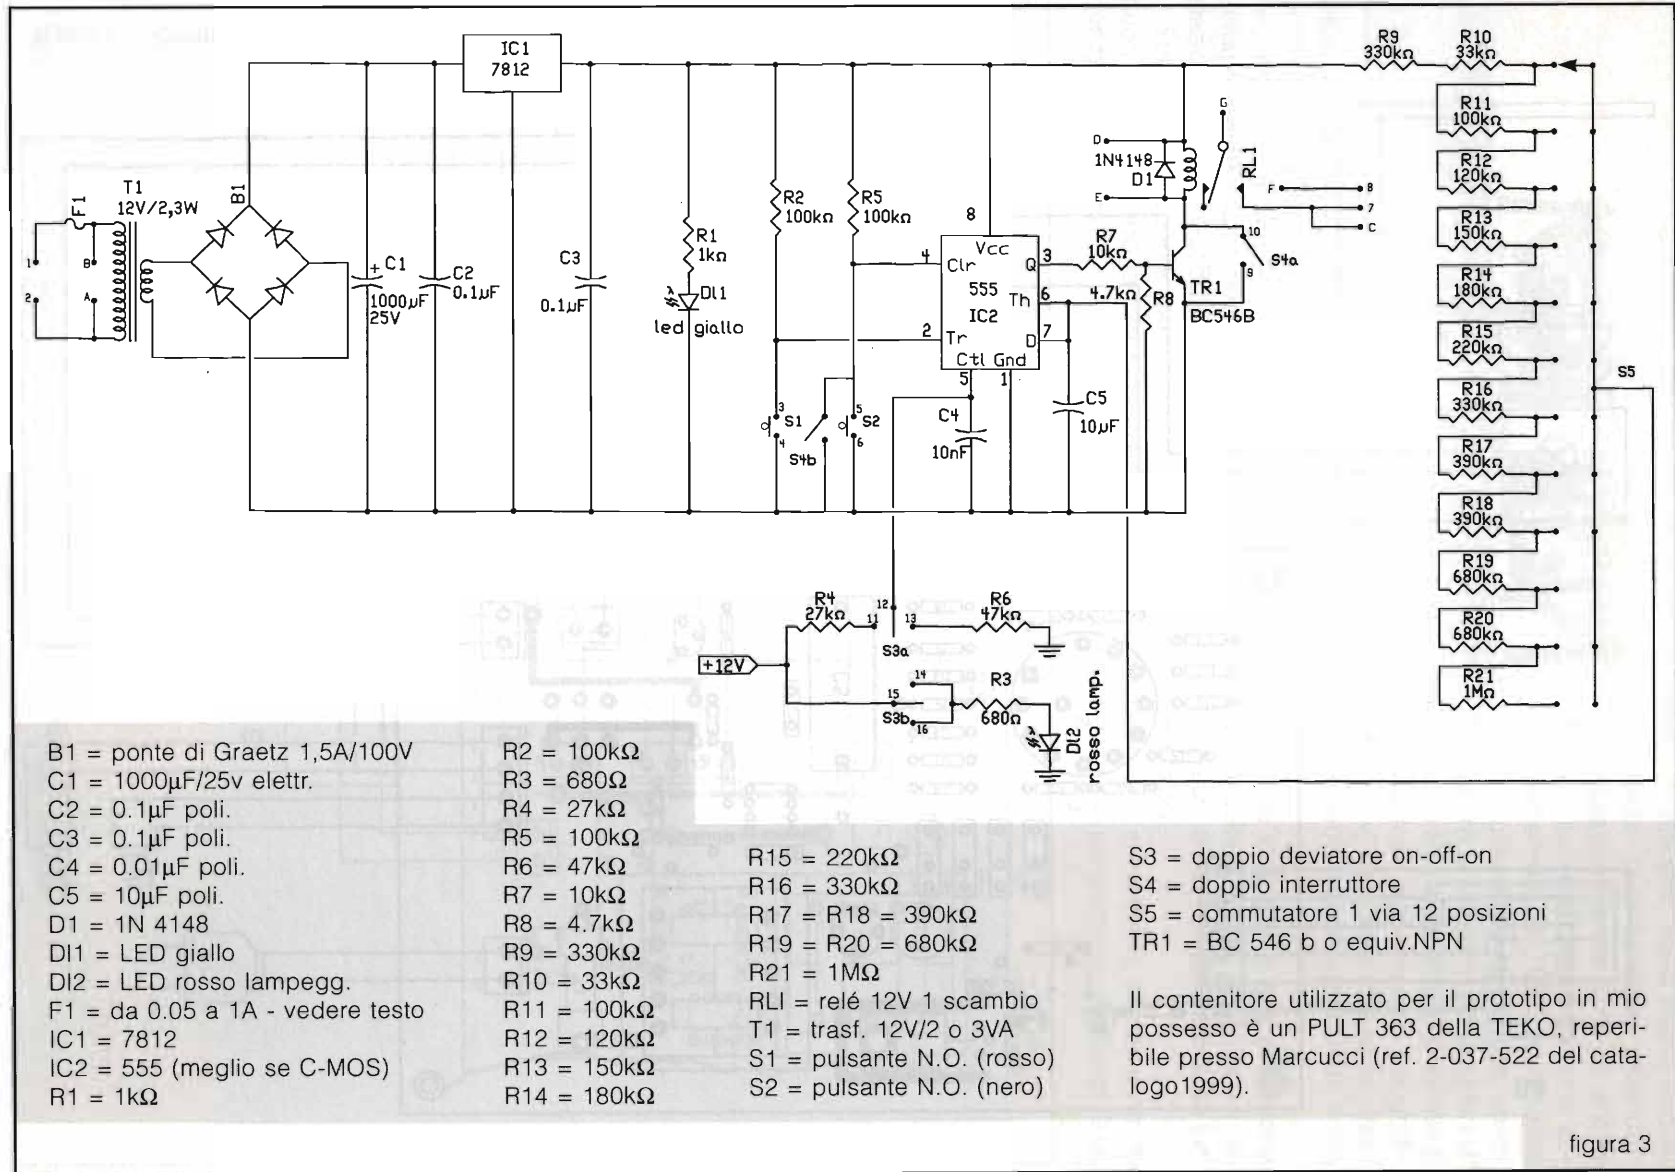 IC1
7812
R9
330kΩ
R10
33kΩ
R11
100kΩ
R12
120kΩ
R13
150kΩ
R14
180kΩ
R15
220kΩ
R16
330kΩ
R17
390kΩ
R18
390kΩ
R19
680kΩ
R20
680kΩ
R21
1MΩ
S5
F1
T1
12V/2,3W
B1
1
2
B
A
+ C1
1000µF
25V
C2
0.1µF
C3
0.1µF
R1
1kΩ
Dl1
led giallo
R2
100kΩ
R5
100kΩ
8
Vcc
4
Clr
Q
3
555
IC2
Th
6
2
Tr
D
7
Ctl Gnd
5
1
R7
10kΩ
4.7kΩ
R8
D
1N4148
D1
E
G
RL1
F
8
7
C
10
S4a
9
TR1
BC546B
3
S1
4
S4b
5
S2
6
C4
10nF
C5
10µF
R4
27kΩ
11
12
13
S3a
R6
47kΩ
+12V
14
15
S3b
16
R3
680Ω
Dl2
rosso lamp.
B1 = ponte di Graetz 1,5A/100V
C1 = 1000µF/25v elettr.
C2 = 0.1µF poli.
C3 = 0.1µF poli.
C4 = 0.01µF poli.
C5 = 10µF poli.
D1 = 1N 4148
Dl1 = LED giallo
Dl2 = LED rosso lampegg.
F1 = da 0.05 a 1A - vedere testo
IC1 = 7812
IC2 = 555 (meglio se C-MOS)
R1 = 1kΩ
R2 = 100kΩ
R3 = 680Ω
R4 = 27kΩ
R5 = 100kΩ
R6 = 47kΩ
R7 = 10kΩ
R8 = 4.7kΩ
R9 = 330kΩ
R10 = 33kΩ
R11 = 100kΩ
R12 = 120kΩ
R13 = 150kΩ
R14 = 180kΩ
R15 = 220kΩ
R16 = 330kΩ
R17 = R18 = 390kΩ
R19 = R20 = 680kΩ
R21 = 1MΩ
RLI = relé 12V 1 scambio
T1 = trasf. 12V/2 o 3VA
S1 = pulsante N.O. (rosso)
S2 = pulsante N.O. (nero)
S3 = doppio deviatore on-off-on
S4 = doppio interruttore
S5 = commutatore 1 via 12 posizioni
TR1 = BC 546 b o equiv.NPN
Il contenitore utilizzato per il prototipo in mio
possesso è un PULT 363 della TEKO, reperi-
bile presso Marcucci (ref. 2-037-522 del cata-
logo1999).
figura 3